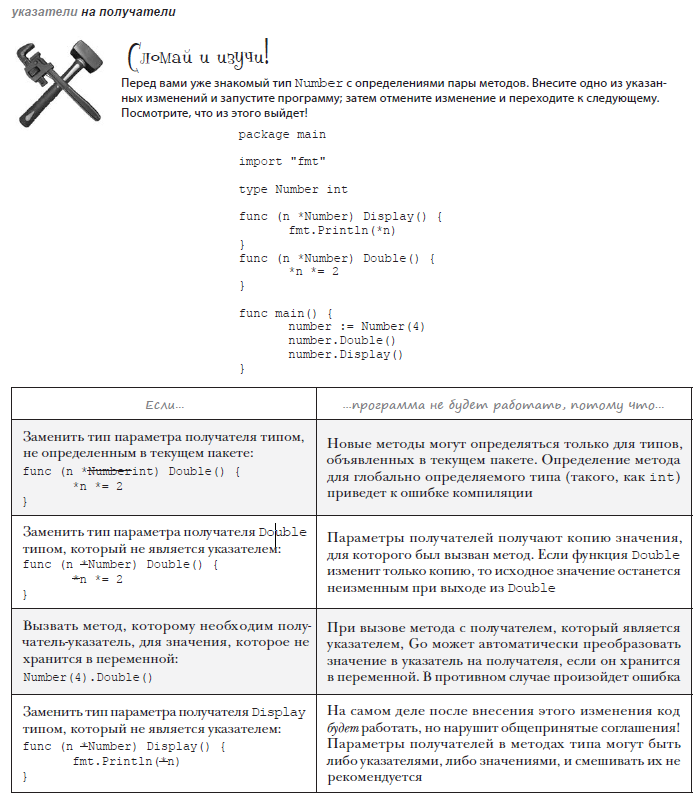 указатели на получатели
Сломай и изучи!
Перед вами уже знакомый тип Number с определениями пары методов. Внесите одно из указан-
ных изменений и запустите программу; затем отмените изменение и переходите к следующему.
Посмотрите, что из этого выйдет!
package main
import "fmt"
type Number int
func (n *Number) Display() {
fmt.Println(*n)
}
func (n *Number) Double() {
*n *= 2
}
func main() {
number := Number(4)
number.Double()
number.Display()
}
Если...
...программа не будет работать, потому что...
Заменить тип параметра получателя типом,
не определенным в текущем пакете:
func (n *Numberint) Double() {
*n *= 2
}
Новые методы могут определяться только для типов,
объявленных в текущем пакете. Определение метода
для глобально определяемого типа (такого, как int)
приведет к ошибке компиляции
Заменить тип параметра получателя Double
типом, который не является указателем:
func (n *Number) Double() {
*n *= 2
}
Параметры получателей получают копию значения,
для которого был вызван метод. Если функция Double
изменит только копию, то исходное значение останется
неизменным при выходе из Double
Вызвать метод, которому необходим полу-
чатель-указатель, для значения, которое не
хранится в переменной:
Number(4).Double()
При вызове метода с получателем, который является
указателем, Go может автоматически преобразовать
значение в указатель на получателя, если он хранится
в переменной. В противном случае произойдет ошибка
Заменить тип параметра получателя Display
типом, который не является указателем:
func (n *Number) Display() {
fmt.Println(*n)
}
На самом деле после внесения этого изменения код
будет работать, но нарушит общепринятые соглашения!
Параметры получателей в методах типа могут быть
либо указателями, либо значениями, и смешивать их не
рекомендуется